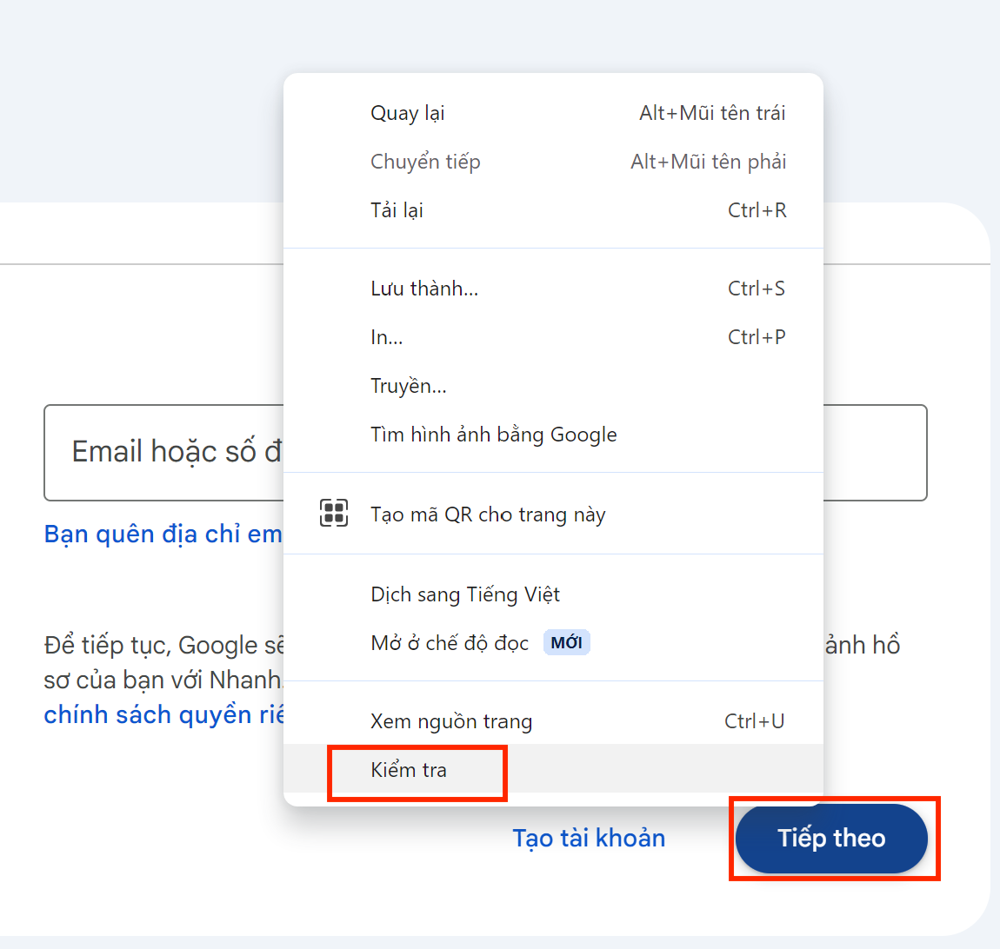 Quay lại Alt+Mũi tên trái
Chuyển tiếp Alt+Mũi tên phải
Tải lại Ctrl+R
Lưu thành... Ctrl+S
In... Ctrl+P
Truyền...
Tìm hình ảnh bằng Google
Email hoặc số đ
Tạo mã QR cho trang này
Bạn quên địa chỉ em
Dịch sang Tiếng Việt
Mở ở chế độ đọc MỚI
Để tiếp tục, Google sẽ ảnh hồ
sơ của bạn với Nhanh.
chính sách quyền riê
Xem nguồn trang Ctrl+U
Kiểm tra
Tạo tài khoản Tiếp theo